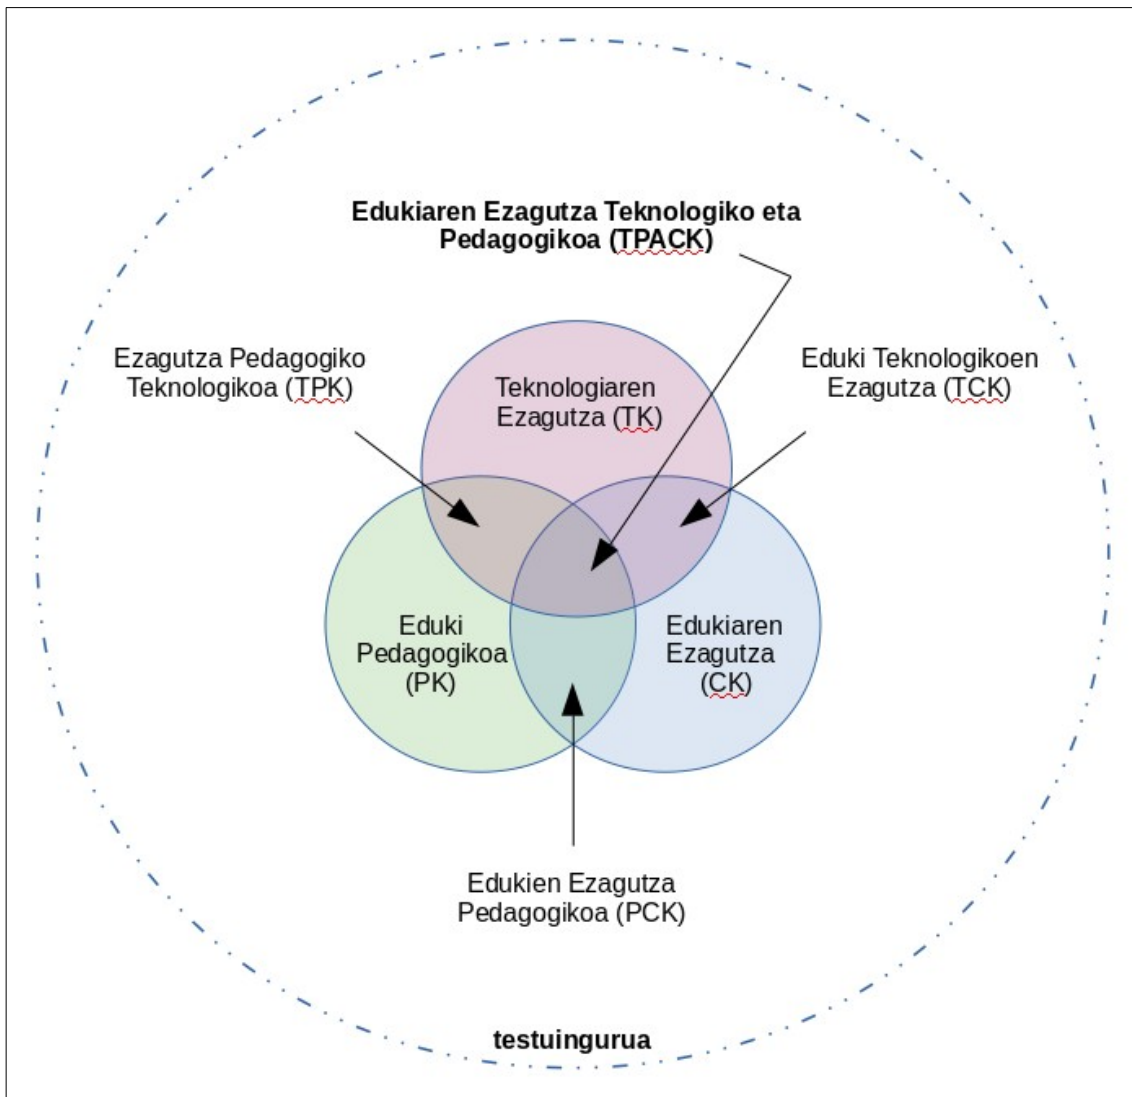 Edukiaren Ezagutza Teknologiko eta
Pedagogikoa (TPACK)
Ezagutza Pedagogiko
Teknologikoa (TPK)
Eduki Teknologikoen
Ezagutza (TCK)
Teknologiaren
Ezagutza (TK)
Eduki
Pedagogikoa
(PK)
Edukiaren
Ezagutza
(CK)
Edukien Ezagutza
Pedagogikoa (PCK)
testuingurua